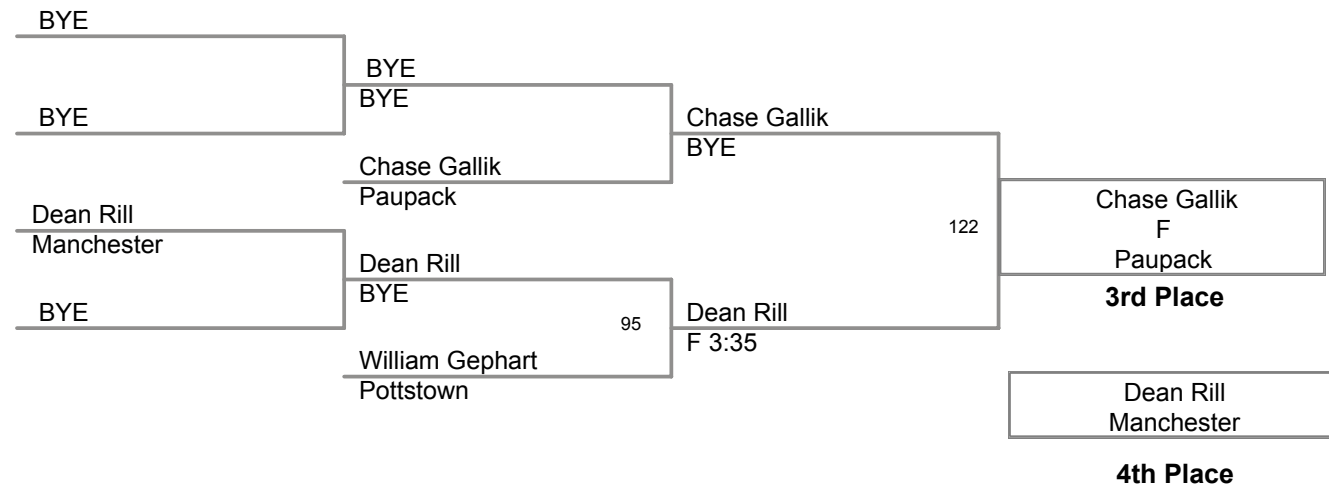 BYE
BYE
BYE
BYE
Chase Gallik
BYE
Chase Gallik
Paupack
Dean Rill
Manchester
Chase Gallik
F
Paupack
122
Dean Rill
BYE
3rd Place
BYE
95
Dean Rill
F 3:35
William Gephart
Pottstown
Dean Rill
Manchester
4th Place